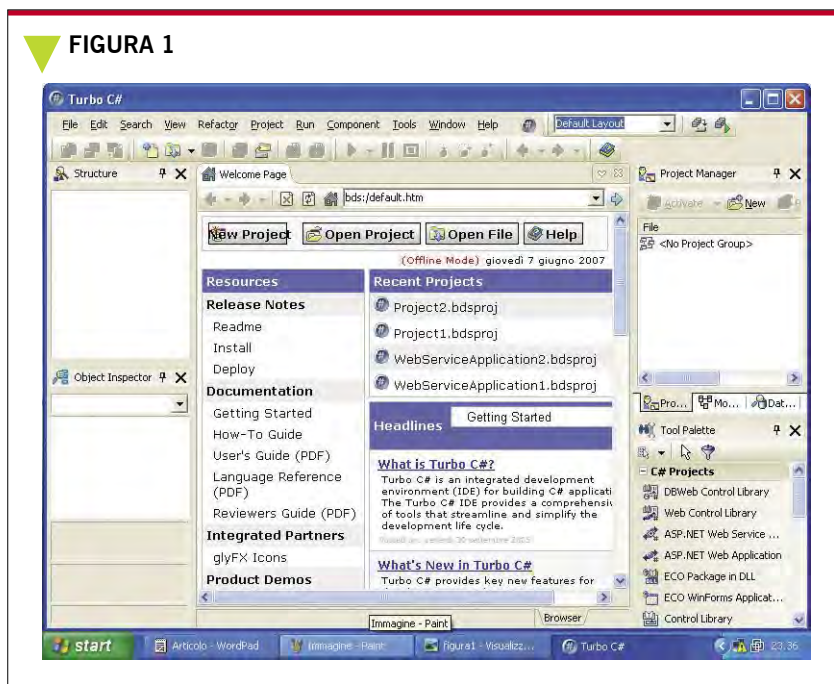 FIGURA 1
Turbo C#
File Edit Search View Refactor Project Run Component Tools Window Help Default Layout
Structure
Welcome Page
Project Manager
bds:/default.htm
Activate New
New Project Open Project Open File Help
File
<No Project Group>
(Offline Mode) giovedì 7 giugno 2007
Resources
Release Notes
Readme
Install
Deploy
Documentation
Getting Started
How-To Guide
User's Guide (PDF)
Language Reference
(PDF)
Reviewers Guide (PDF)
Integrated Partners
glyFX Icons
Product Demos
Recent Projects
Project2.bdsproj
Project1.bdsproj
WebServiceApplication2.bdsproj
WebServiceApplication1.bdsproj
Headlines
Getting Started
What is Turbo C#?
Turbo C# is an integrated development
environment (IDE) for building C# applicati
The Turbo C# IDE provides a comprehensiv
of tools that streamline and simplify the
development life cycle.
What's New in Turbo C#
Turbo C# provides key new features for
Object Inspector
Pro... Mo... Dat...
Tool Palette
C# Projects
DBWeb Control Library
Web Control Library
ASP.NET Web Service ...
ASP.NET Web Application
ECO Package in DLL
ECO WinForms Applicat...
Control Library
Immagine - Paint
Browser
start Articolo - WordPad Immagine - Paint figura1 - Visualizz... Turbo C# 23.36